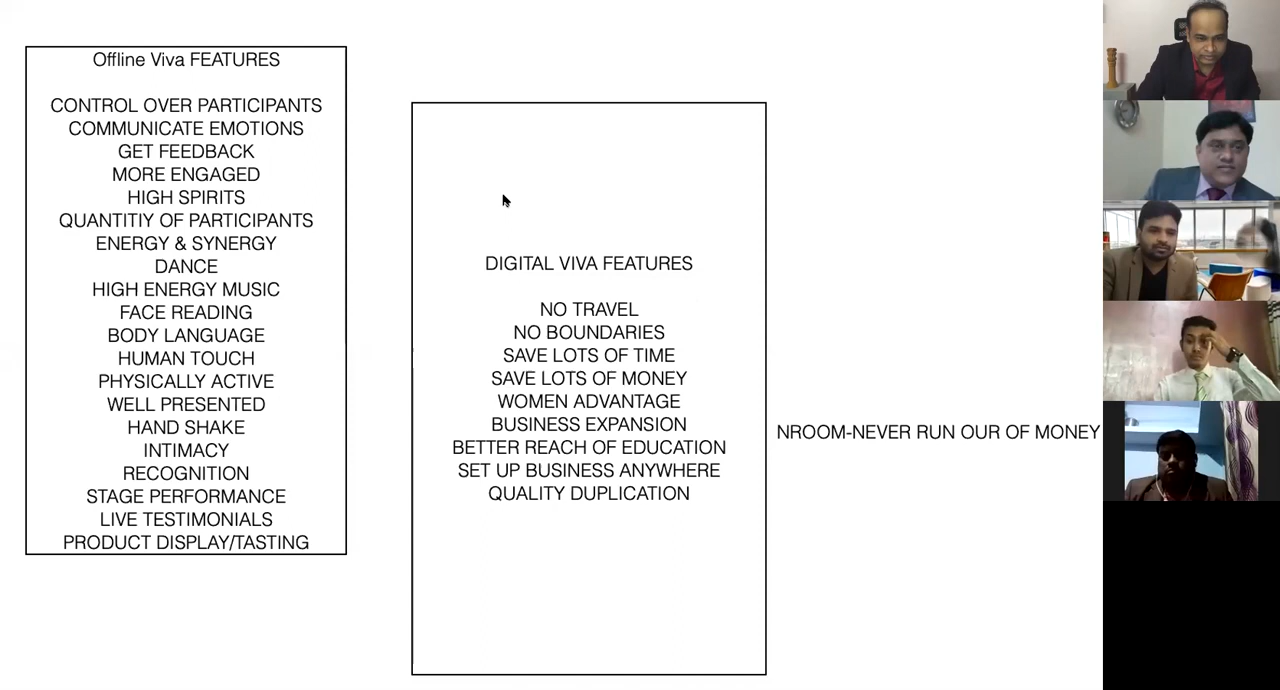 Offline Viva FEATURES
CONTROL OVER PARTICIPANTS
COMMUNICATE EMOTIONS
GET FEEDBACK
MORE ENGAGED
HIGH SPIRITS
QUANTITIY OF PARTICIPANTS
ENERGY & SYNERGY
DANCE
HIGH ENERGY MUSIC
FACE READING
BODY LANGUAGE
HUMAN TOUCH
PHYSICALLY ACTIVE
WELL PRESENTED
HAND SHAKE
INTIMACY
RECOGNITION
STAGE PERFORMANCE
LIVE TESTIMONIALS
PRODUCT DISPLAY/TASTING
DIGITAL VIVA FEATURES
NO TRAVEL
NO BOUNDARIES
SAVE LOTS OF TIME
SAVE LOTS OF MONEY
WOMEN ADVANTAGE
BUSINESS EXPANSION
BETTER REACH OF EDUCATION
SET UP BUSINESS ANYWHERE
QUALITY DUPLICATION
NROOM-NEVER RUN OUR OF MONEY